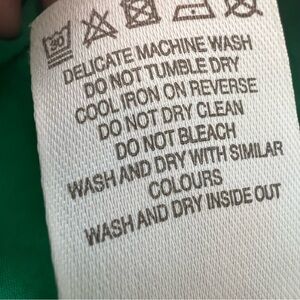 30
DELICATE MACHINE WASH
DO NOT TUMBLE DRY
COOL IRON ON REVERSE
DO NOT DRY CLEAN
DO NOT BLEACH
WASH AND DRY WITH SIMILAR
COLOURS
WASH AND DRY INSIDE OUT